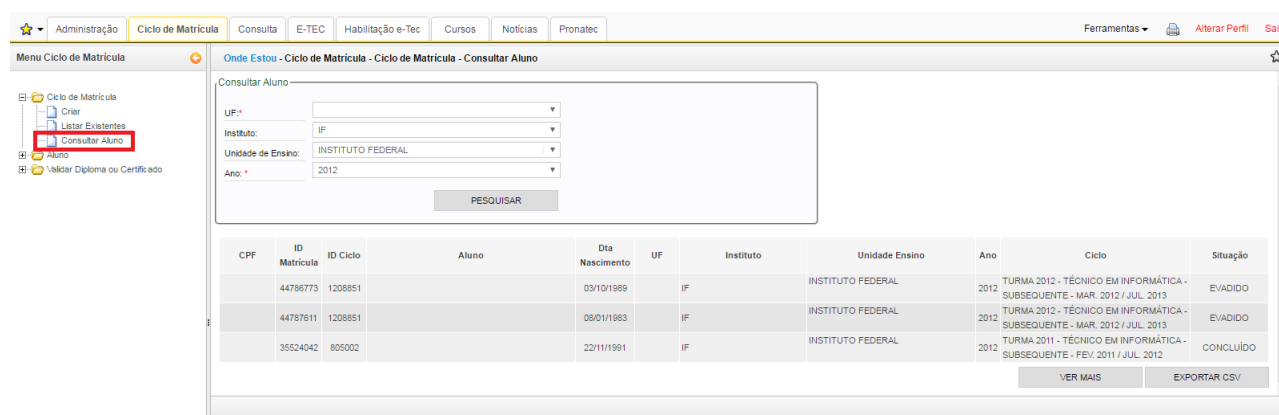 Administração Ciclo de Matrícula Consulta E-TEC Habilitação e-Tec Cursos Notícias Pronatec Ferramentas Alterar Perfil Sai
Menu Ciclo de Matrícula
Onde Estou - Ciclo de Matrícula - Ciclo de Matrícula - Consultar Aluno
Ciclo de Matrícula
Criar
Listar Existentes
Consultar Aluno
Aluno
Validar Diploma ou Certificado
Consultar Aluno
UF:*
Instituto: IF
Unidade de Ensino: INSTITUTO FEDERAL
Ano: * 2012
PESQUISAR
CPF ID Matrícula ID Ciclo Aluno Dta Nascimento UF Instituto Unidade Ensino Ano Ciclo Situação
44786773 1208851 03/10/1989 IF INSTITUTO FEDERAL 2012 TURMA 2012 - TÉCNICO EM INFORMÁTICA - SUBSEQUENTE - MAR. 2012 / JUL. 2013 EVADIDO
44787611 1208851 08/01/1983 IF INSTITUTO FEDERAL 2012 TURMA 2012 - TÉCNICO EM INFORMÁTICA - SUBSEQUENTE - MAR. 2012 / JUL. 2013 EVADIDO
35524042 805002 22/11/1991 IF INSTITUTO FEDERAL 2012 TURMA 2011 - TÉCNICO EM INFORMÁTICA - SUBSEQUENTE - FEV. 2011 / JUL. 2012 CONCLUÍDO
VER MAIS EXPORTAR CSV